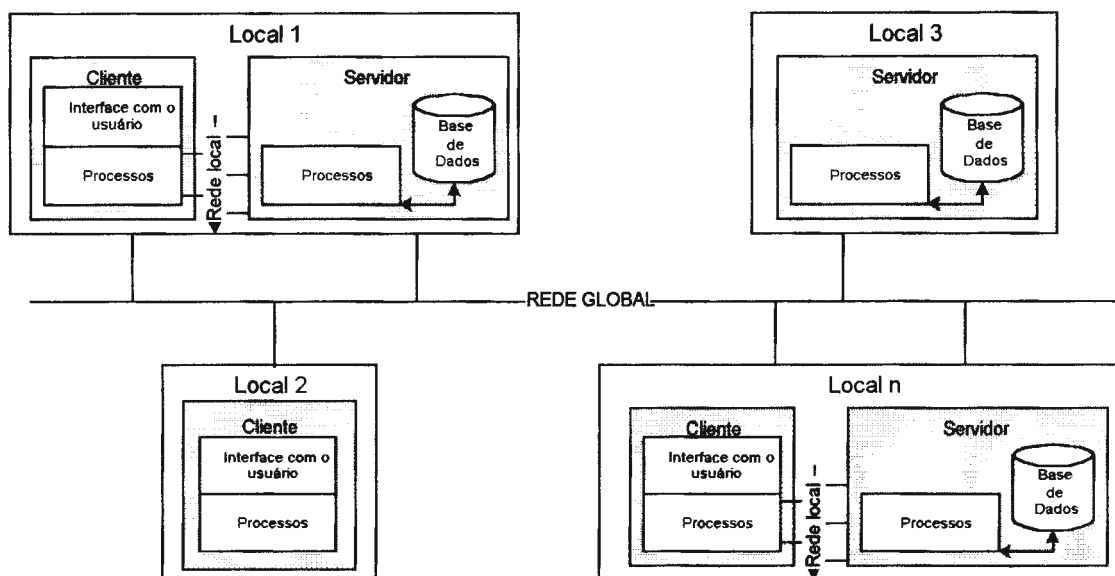 Local 1
Cliente
Interface com o
usuário
Processos
Rede local –
Servidor
Processos
Base
de
Dados
Local 3
Servidor
Processos
Base
de
Dados
REDE GLOBAL
Local 2
Cliente
Interface com o
usuário
Processos
Local n
Cliente
Interface com o
usuário
Processos
Rede local –
Servidor
Processos
Base
de
Dados